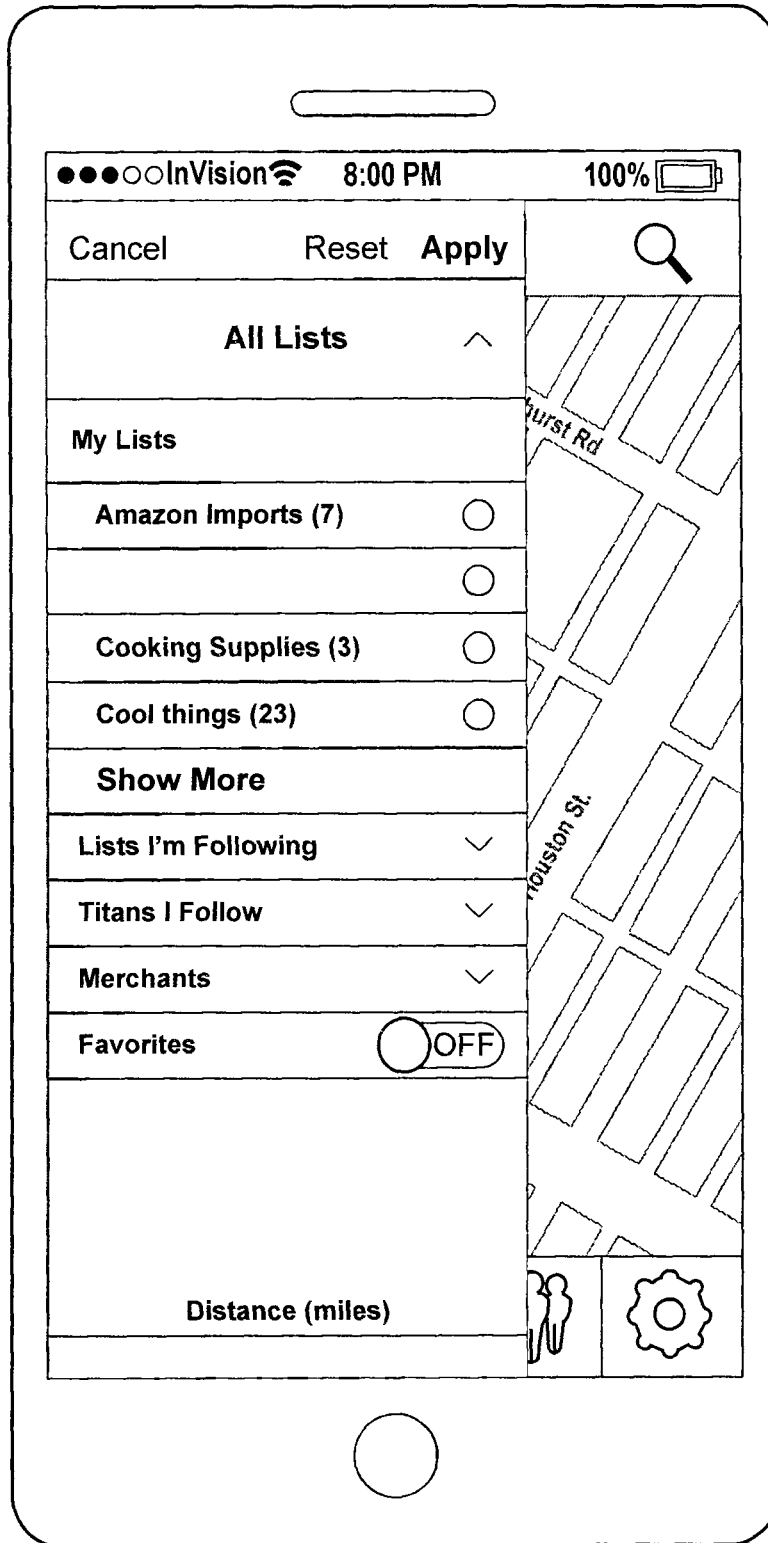 InVision 8:00 PM 100%
Cancel Reset Apply
All Lists
My Lists
Amazon Imports (7)
Cooking Supplies (3)
Cool things (23)
Show More
Lists I'm Following
Titans I Follow
Merchants
Favorites OFF
Distance (miles)
hurst Rd
Houston St.